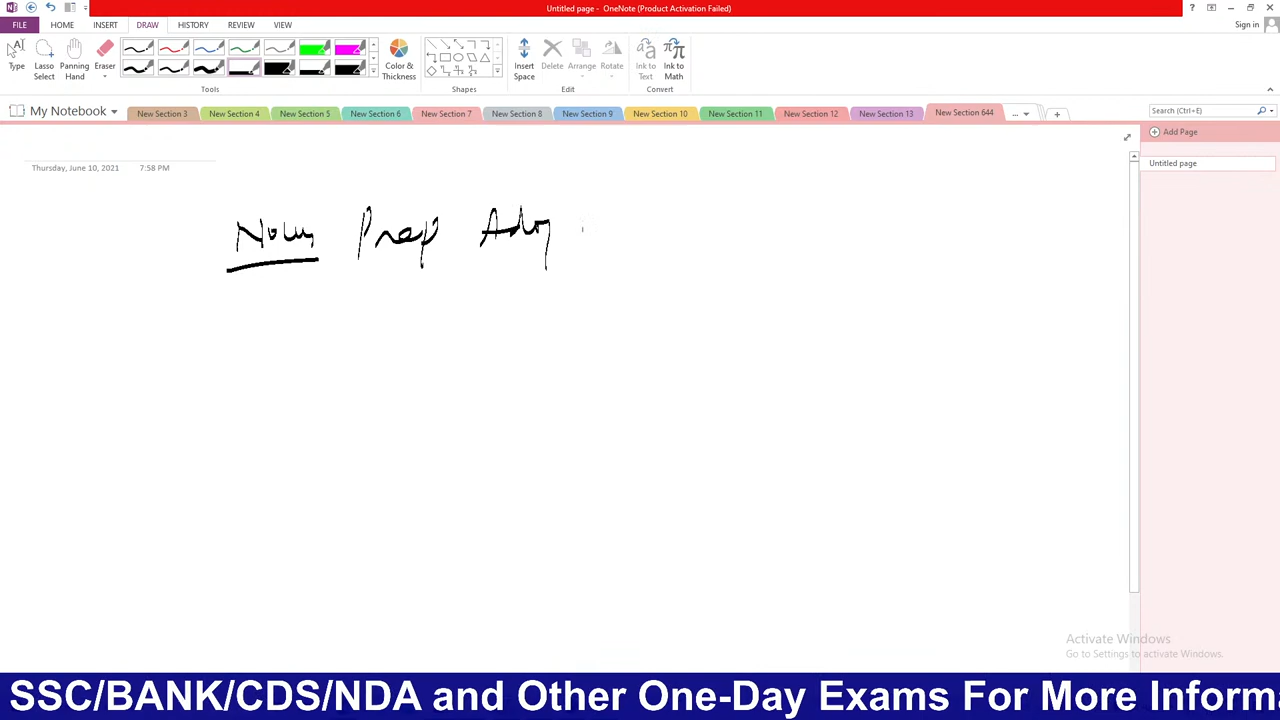 Untitled page - OneNote (Product Activation Failed)
FILE HOME INSERT DRAW HISTORY REVIEW VIEW
Sign in
Type Lasso Select Panning Hand Eraser Color & Thickness Insert Space Delete Arrange Rotate Ink to Text Ink to Math
Tools Shapes Edit Convert
My Notebook New Section 3 New Section 4 New Section 5 New Section 6 New Section 7 New Section 8 New Section 9 New Section 10 New Section 11 New Section 12 New Section 13 New Section 644 ... Search (Ctrl+E)
Add Page
Untitled page
Thursday, June 10, 2021 7:58 PM
Noun Prep
Activate Windows
Go to Settings to activate Windows.
SSC/BANK/CDS/NDA and Other One-Day Exams For More Inform